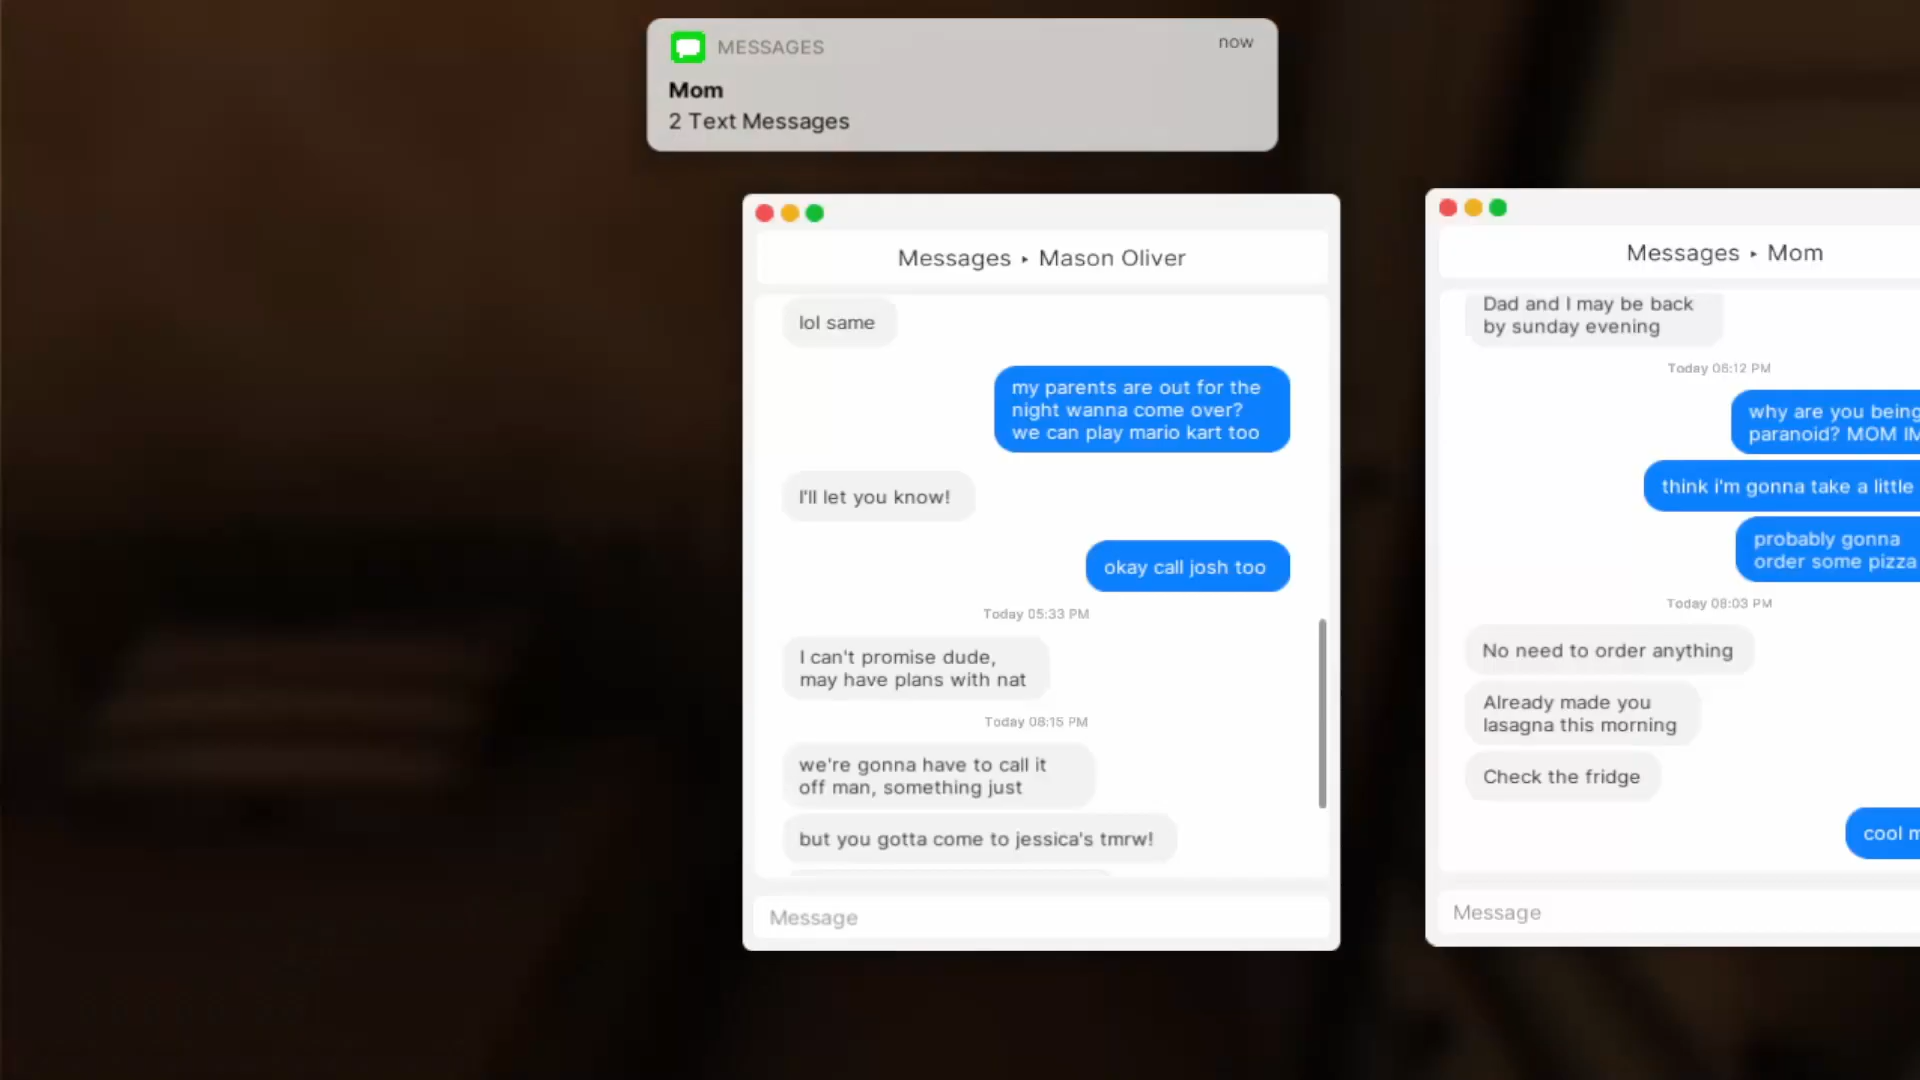 MESSAGES
now
Mom
2 Text Messages
Messages ▸ Mason Oliver
lol same
my parents are out for the
night wanna come over?
we can play mario kart too
I'll let you know!
okay call josh too
Today 05:33 PM
I can't promise dude,
may have plans with nat
Today 08:15 PM
we're gonna have to call it
off man, something just
but you gotta come to jessica's tmrw!
Message
Messages ▸ Mom
Dad and I may be back
by sunday evening
Today 06:12 PM
why are you being
paranoid? MOM IM
think i'm gonna take a little
probably gonna
order some pizza
Today 08:03 PM
No need to order anything
Already made you
lasagna this morning
Check the fridge
cool m
Message